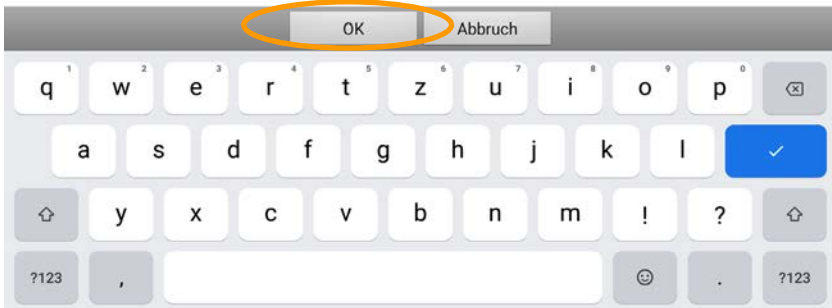 OK Abbruch
q 1 w 2 e 3 r 4 t 5 z 6 u 7 i 8 o 9 p 0
a s d f g h j k l
y x c v b n m ! ?
?123 , . ?123